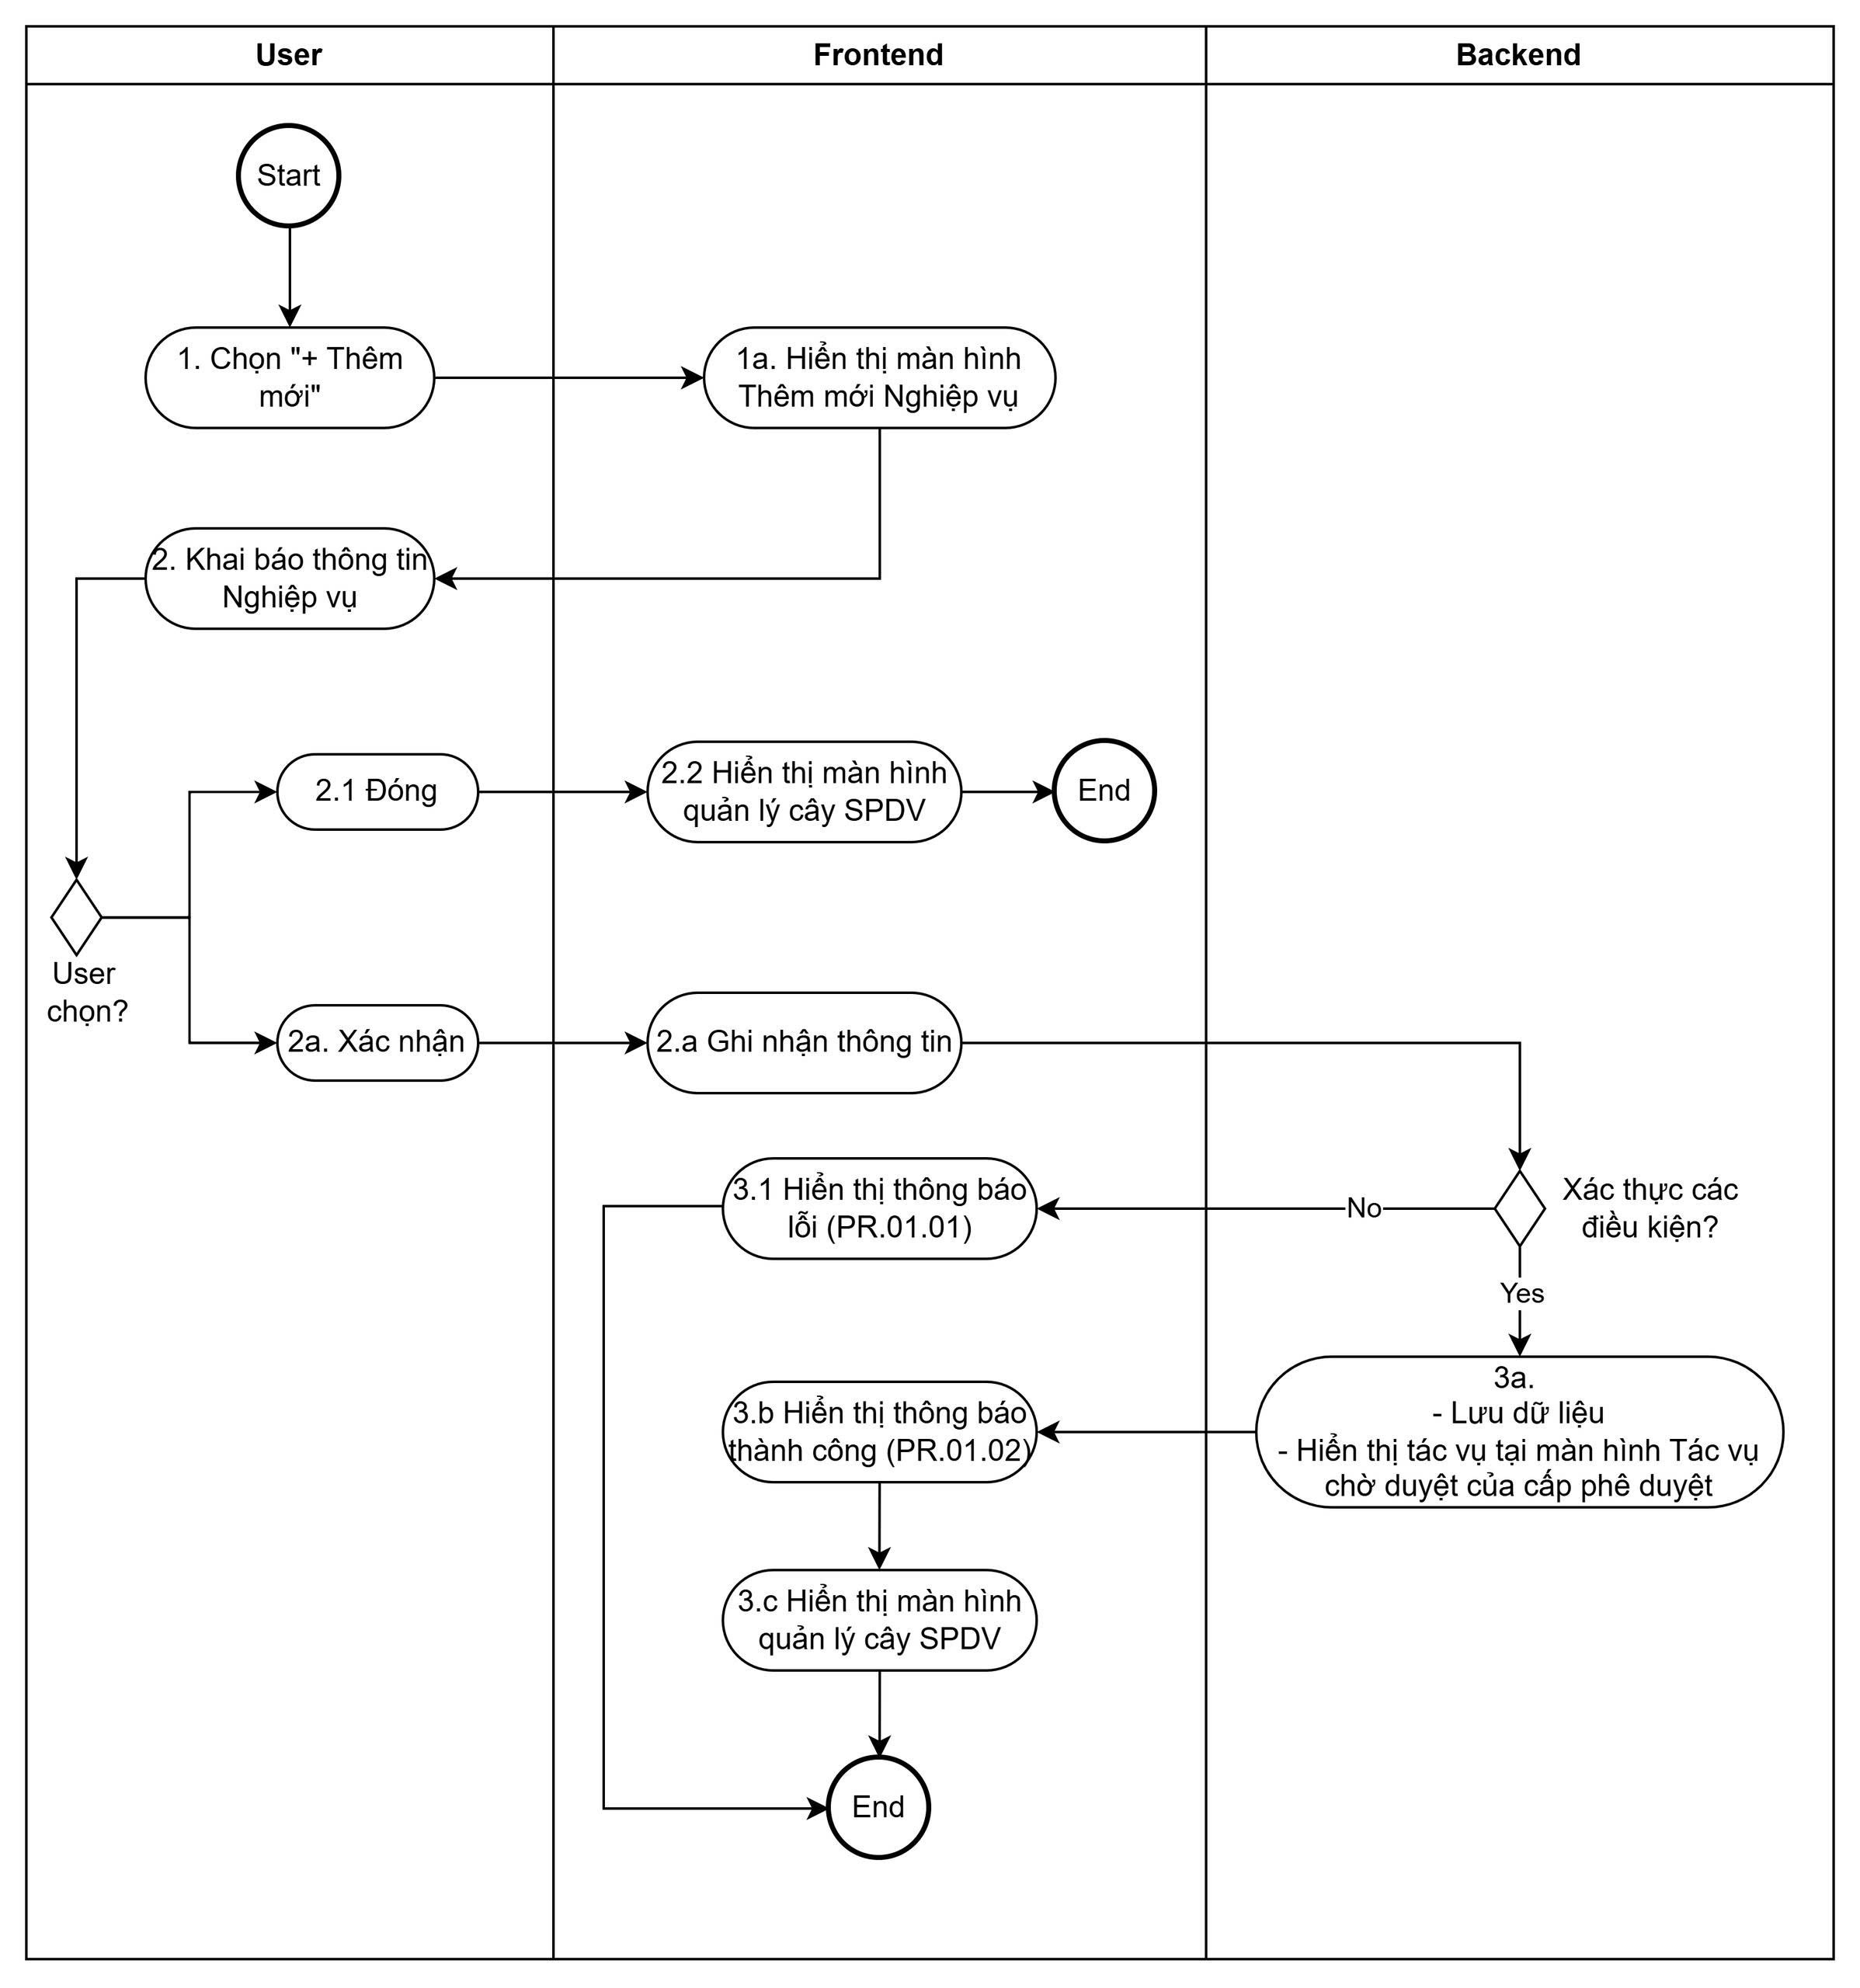 User
Frontend
Backend
Start
1. Chọn "+ Thêm
mới"
1a. Hiển thị màn hình
Thêm mới Nghiệp vụ
2. Khai báo thông tin
Nghiệp vụ
2.1 Đóng
2.2 Hiển thị màn hình
quản lý cây SPDV
End
User
chọn?
2a. Xác nhận
2.a Ghi nhận thông tin
Xác thực các
điều kiện?
No
3.1 Hiển thị thông báo
lỗi (PR.01.01)
Yes
3a.
- Lưu dữ liệu
- Hiển thị tác vụ tại màn hình Tác vụ
chờ duyệt của cấp phê duyệt
3.b Hiển thị thông báo
thành công (PR.01.02)
3.c Hiển thị màn hình
quản lý cây SPDV
End